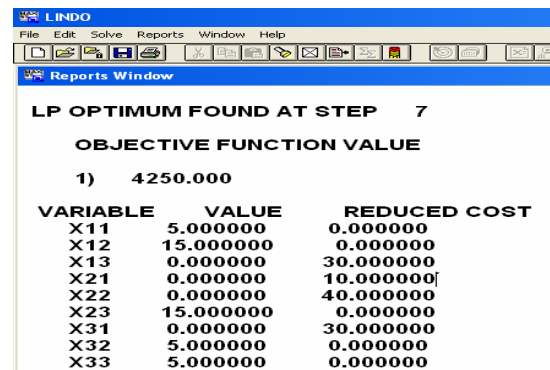 LINDO
File Edit Solve Reports Window Help
Reports Window
LP OPTIMUM FOUND AT STEP 7
OBJECTIVE FUNCTION VALUE
1) 4250.000
VARIABLE VALUE REDUCED COST
X11 5.000000 0.000000
X12 15.000000 0.000000
X13 0.000000 30.000000
X21 0.000000 10.000000
X22 0.000000 40.000000
X23 15.000000 0.000000
X31 0.000000 30.000000
X32 5.000000 0.000000
X33 5.000000 0.000000